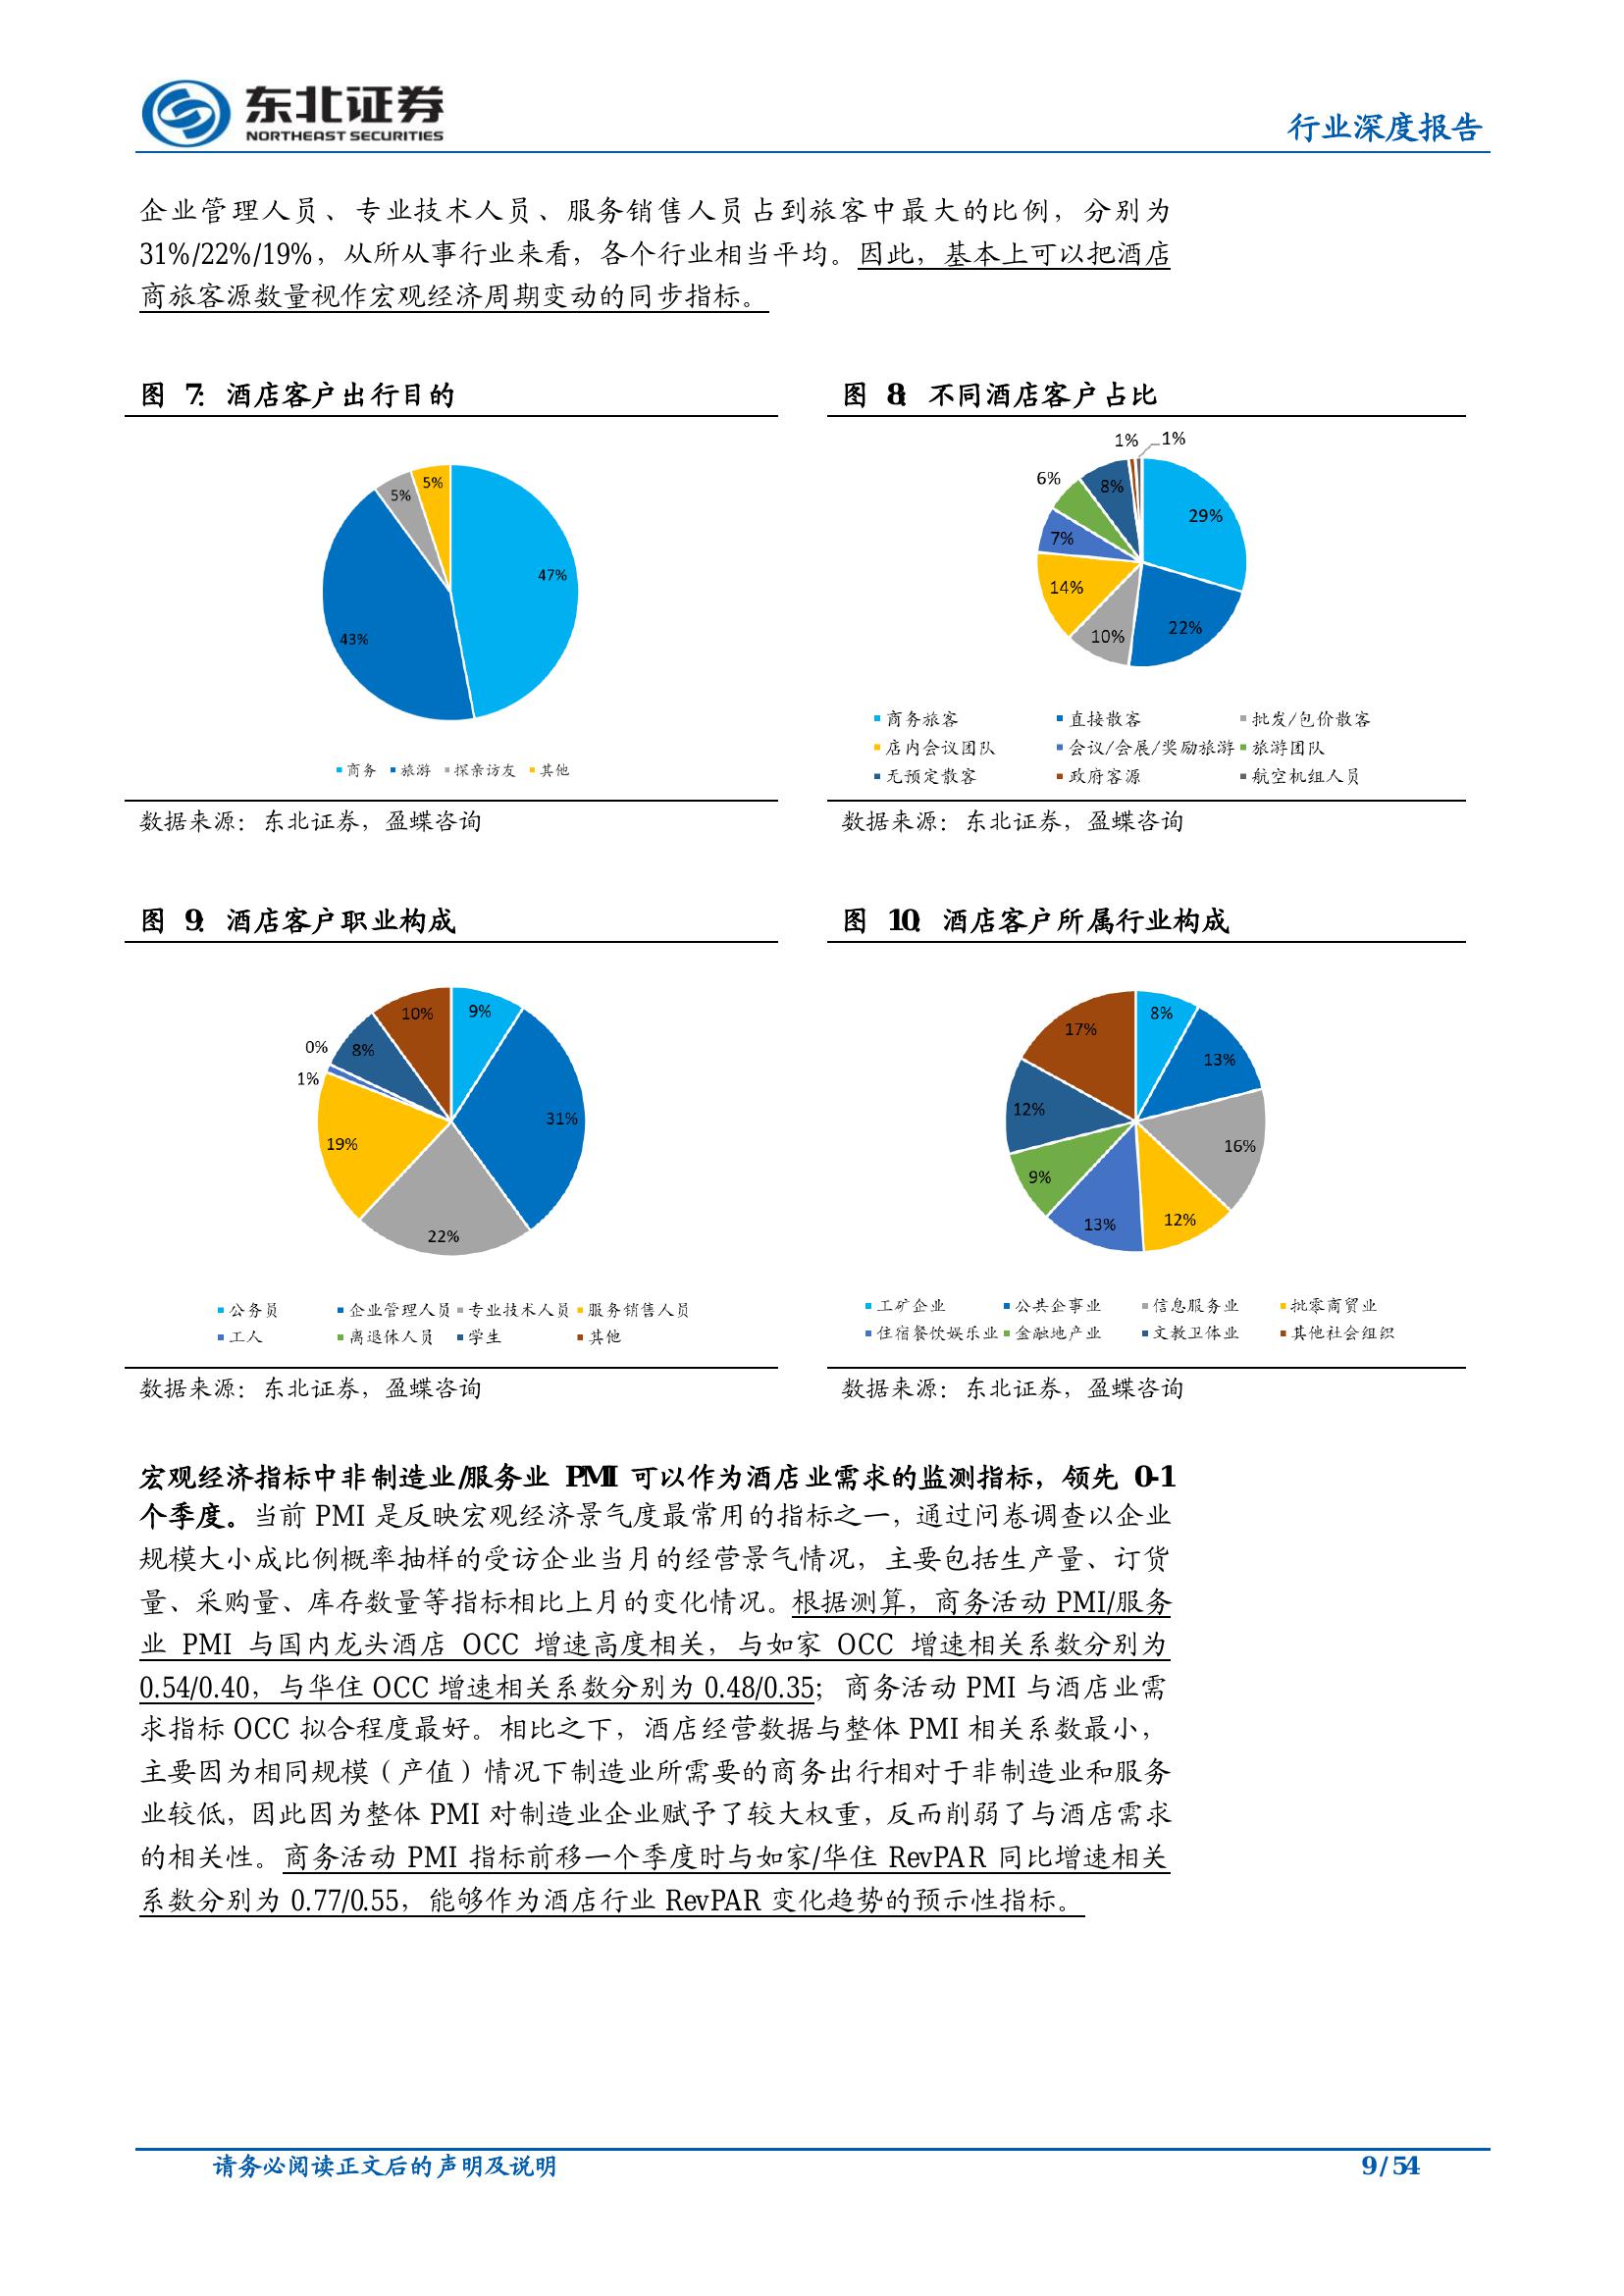 东北证券
NORTHEAST SECURITIES
行业深度报告
企业管理人员、专业技术人员、服务销售人员占到旅客中最大的比例，分别为
31%/22%/19%，从所从事行业来看，各个行业相当平均。因此，基本上可以把酒店
商旅客源数量视作宏观经济周期变动的同步指标。
图 7：酒店客户出行目的
5%
5%
47%
43%
商务 旅游 探亲访友 其他
数据来源：东北证券，盈蝶咨询
图 8：不同酒店客户占比
1%
1%
6%
8%
29%
7%
14%
10%
22%
商务旅客 直接散客 批发/包价散客
店内会议团队 会议/会展/奖励旅游 旅游团队
无预定散客 政府客源 航空机组人员
数据来源：东北证券，盈蝶咨询
图 9：酒店客户职业构成
10%
9%
0%
8%
1%
31%
19%
22%
公务员 企业管理人员 专业技术人员 服务销售人员
工人 离退休人员 学生 其他
数据来源：东北证券，盈蝶咨询
图 10：酒店客户所属行业构成
8%
17%
13%
12%
16%
9%
13%
12%
工矿企业 公共企事业 信息服务业 批零商贸业
住宿餐饮娱乐业 金融地产业 文教卫体业 其他社会组织
数据来源：东北证券，盈蝶咨询
宏观经济指标中非制造业/服务业 PMI 可以作为酒店业需求的监测指标，领先 0-1
个季度。当前 PMI 是反映宏观经济景气度最常用的指标之一，通过问卷调查以企业
规模大小成比例概率抽样的受访企业当月的经营景气情况，主要包括生产量、订货
量、采购量、库存数量等指标相比上月的变化情况。根据测算，商务活动 PMI/服务
业 PMI 与国内龙头酒店 OCC 增速高度相关，与如家 OCC 增速相关系数分别为
0.54/0.40，与华住 OCC 增速相关系数分别为 0.48/0.35；商务活动 PMI 与酒店业需
求指标 OCC 拟合程度最好。相比之下，酒店经营数据与整体 PMI 相关系数最小，
主要因为相同规模（产值）情况下制造业所需要的商务出行相对于非制造业和服务
业较低，因此因为整体 PMI 对制造业企业赋予了较大权重，反而削弱了与酒店需求
的相关性。商务活动 PMI 指标前移一个季度时与如家/华住 RevPAR 同比增速相关
系数分别为 0.77/0.55，能够作为酒店行业 RevPAR 变化趋势的预示性指标。
请务必阅读正文后的声明及说明
9 / 54